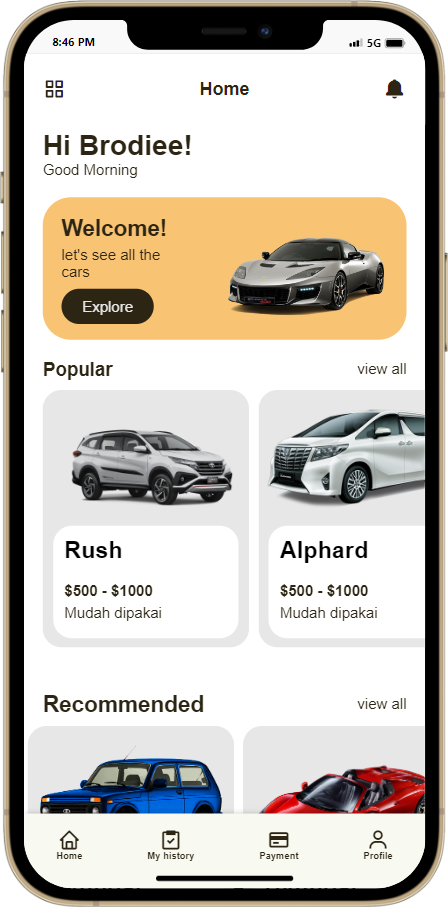 8:46 PM
5G
Home
Hi Brodiee!
Good Morning
Welcome!
let's see all the
cars
Explore
Popular
view all
Rush
$500 - $1000
Mudah dipakai
Alphard
$500 - $1000
Mudah dipakai
Recommended
view all
Home
My history
Payment
Profile